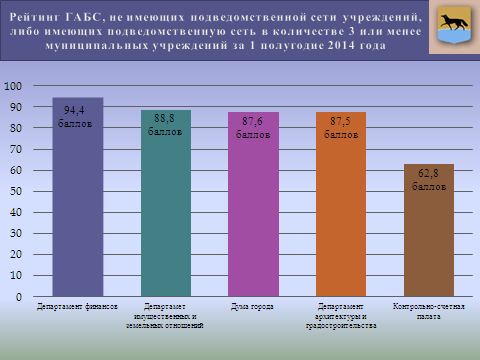 Рейтинг ГАБС, не имеющих подведомственной сети учреждений,
либо имеющих подведомственную сеть в количестве 3 или менее
муниципальных учреждений за 1 полугодие 2014 года
100
90
80
70
60
50
40
30
20
10
0
94,4
баллов
88,8
баллов
87,6
баллов
87,5
баллов
62,8
баллов
Департамент финансов
Департамет
имущественных и
земельных отношений
Дума города
Департамент
архитектуры и
градостроительства
Контрольно-счетная
палата